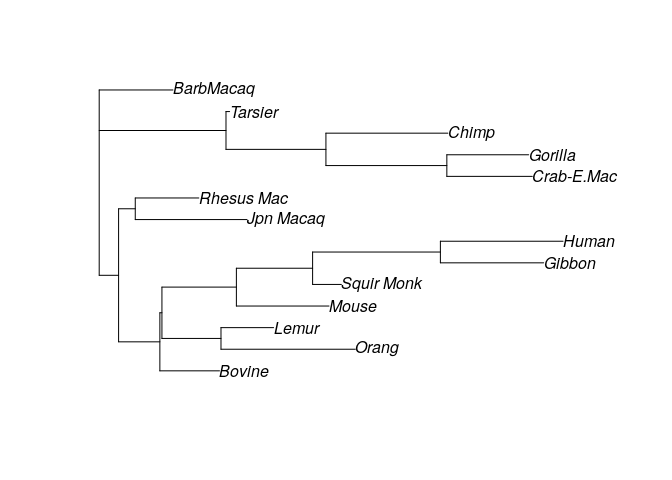 BarbMacaq
Tarsier
Chimp
Gorilla
Crab-E.Mac
Rhesus Mac
Jpn Macaq
Human
Gibbon
Squir Monk
Mouse
Lemur
Orang
Bovine